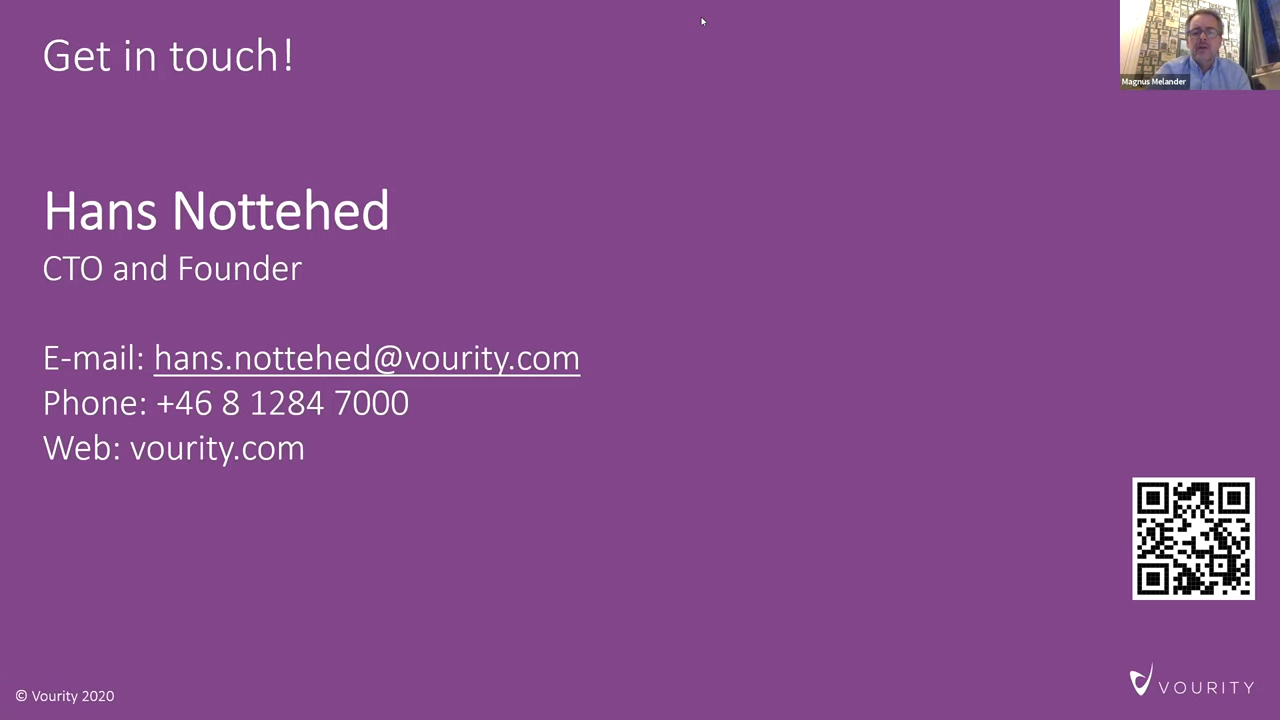 Get in touch!
Magnus Melander
Hans Nottehed
CTO and Founder
E-mail: hans.nottehed@vourity.com
Phone: +46 8 1284 7000
Web: vourity.com
© Vourity 2020
VOURITY